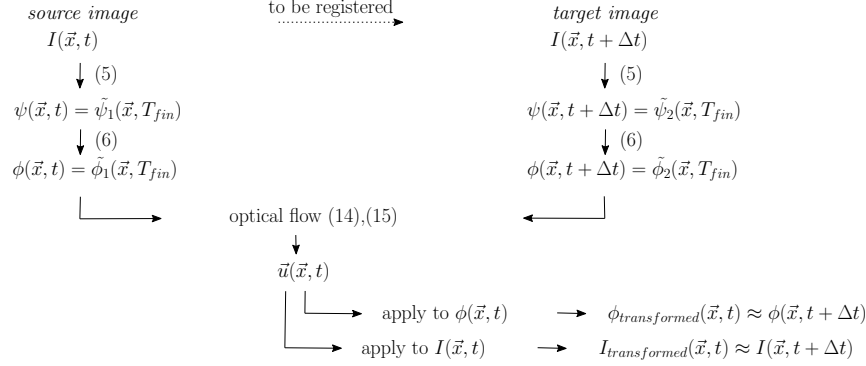 source image to be registered target image
I(x⃗, t) I(x⃗, t + Δt)
(5) (5)
ψ(x⃗, t) = ψ̃₁(x⃗, T_fin) ψ(x⃗, t + Δt) = ψ̃₂(x⃗, T_fin)
(6) (6)
ϕ(x⃗, t) = ϕ̃₁(x⃗, T_fin) ϕ(x⃗, t + Δt) = ϕ̃₂(x⃗, T_fin)
optical flow (14),(15)
u⃗(x⃗, t)
apply to ϕ(x⃗, t) ϕ_transformed(x⃗, t) ≈ ϕ(x⃗, t + Δt)
apply to I(x⃗, t) I_transformed(x⃗, t) ≈ I(x⃗, t + Δt)